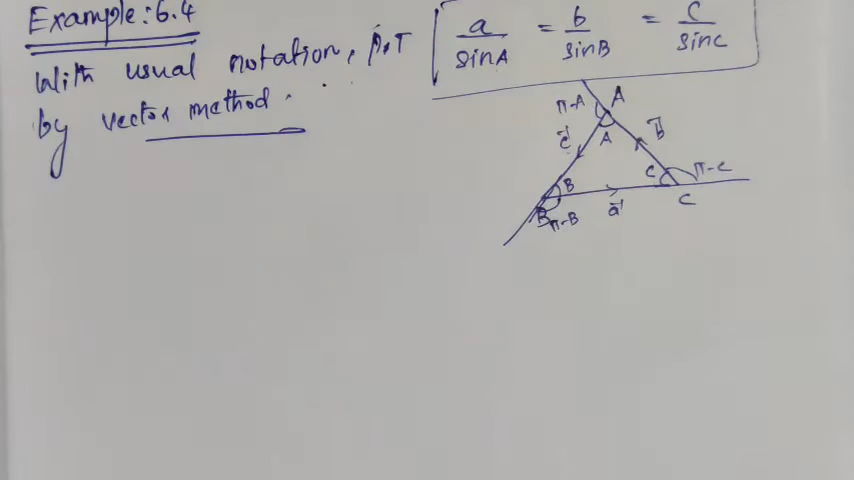 Example: 6.4
With usual notation, P.T a/sinA = b/sinB = c/sinC
by vector method.
π-A A
c⃗ A b⃗
B C π-C
B π-B a⃗ C